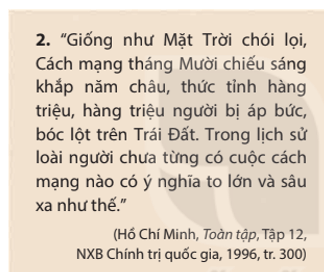 2. “Giống như Mặt Trời chói lọi,
Cách mạng tháng Mười chiếu sáng
khắp năm châu, thức tỉnh hàng
triệu, hàng triệu người bị áp bức,
bóc lột trên Trái Đất. Trong lịch sử
loài người chưa từng có cuộc cách
mạng nào có ý nghĩa to lớn và sâu
xa như thế.”
(Hồ Chí Minh, Toàn tập, Tập 12,
NXB Chính trị quốc gia, 1996, tr. 300)